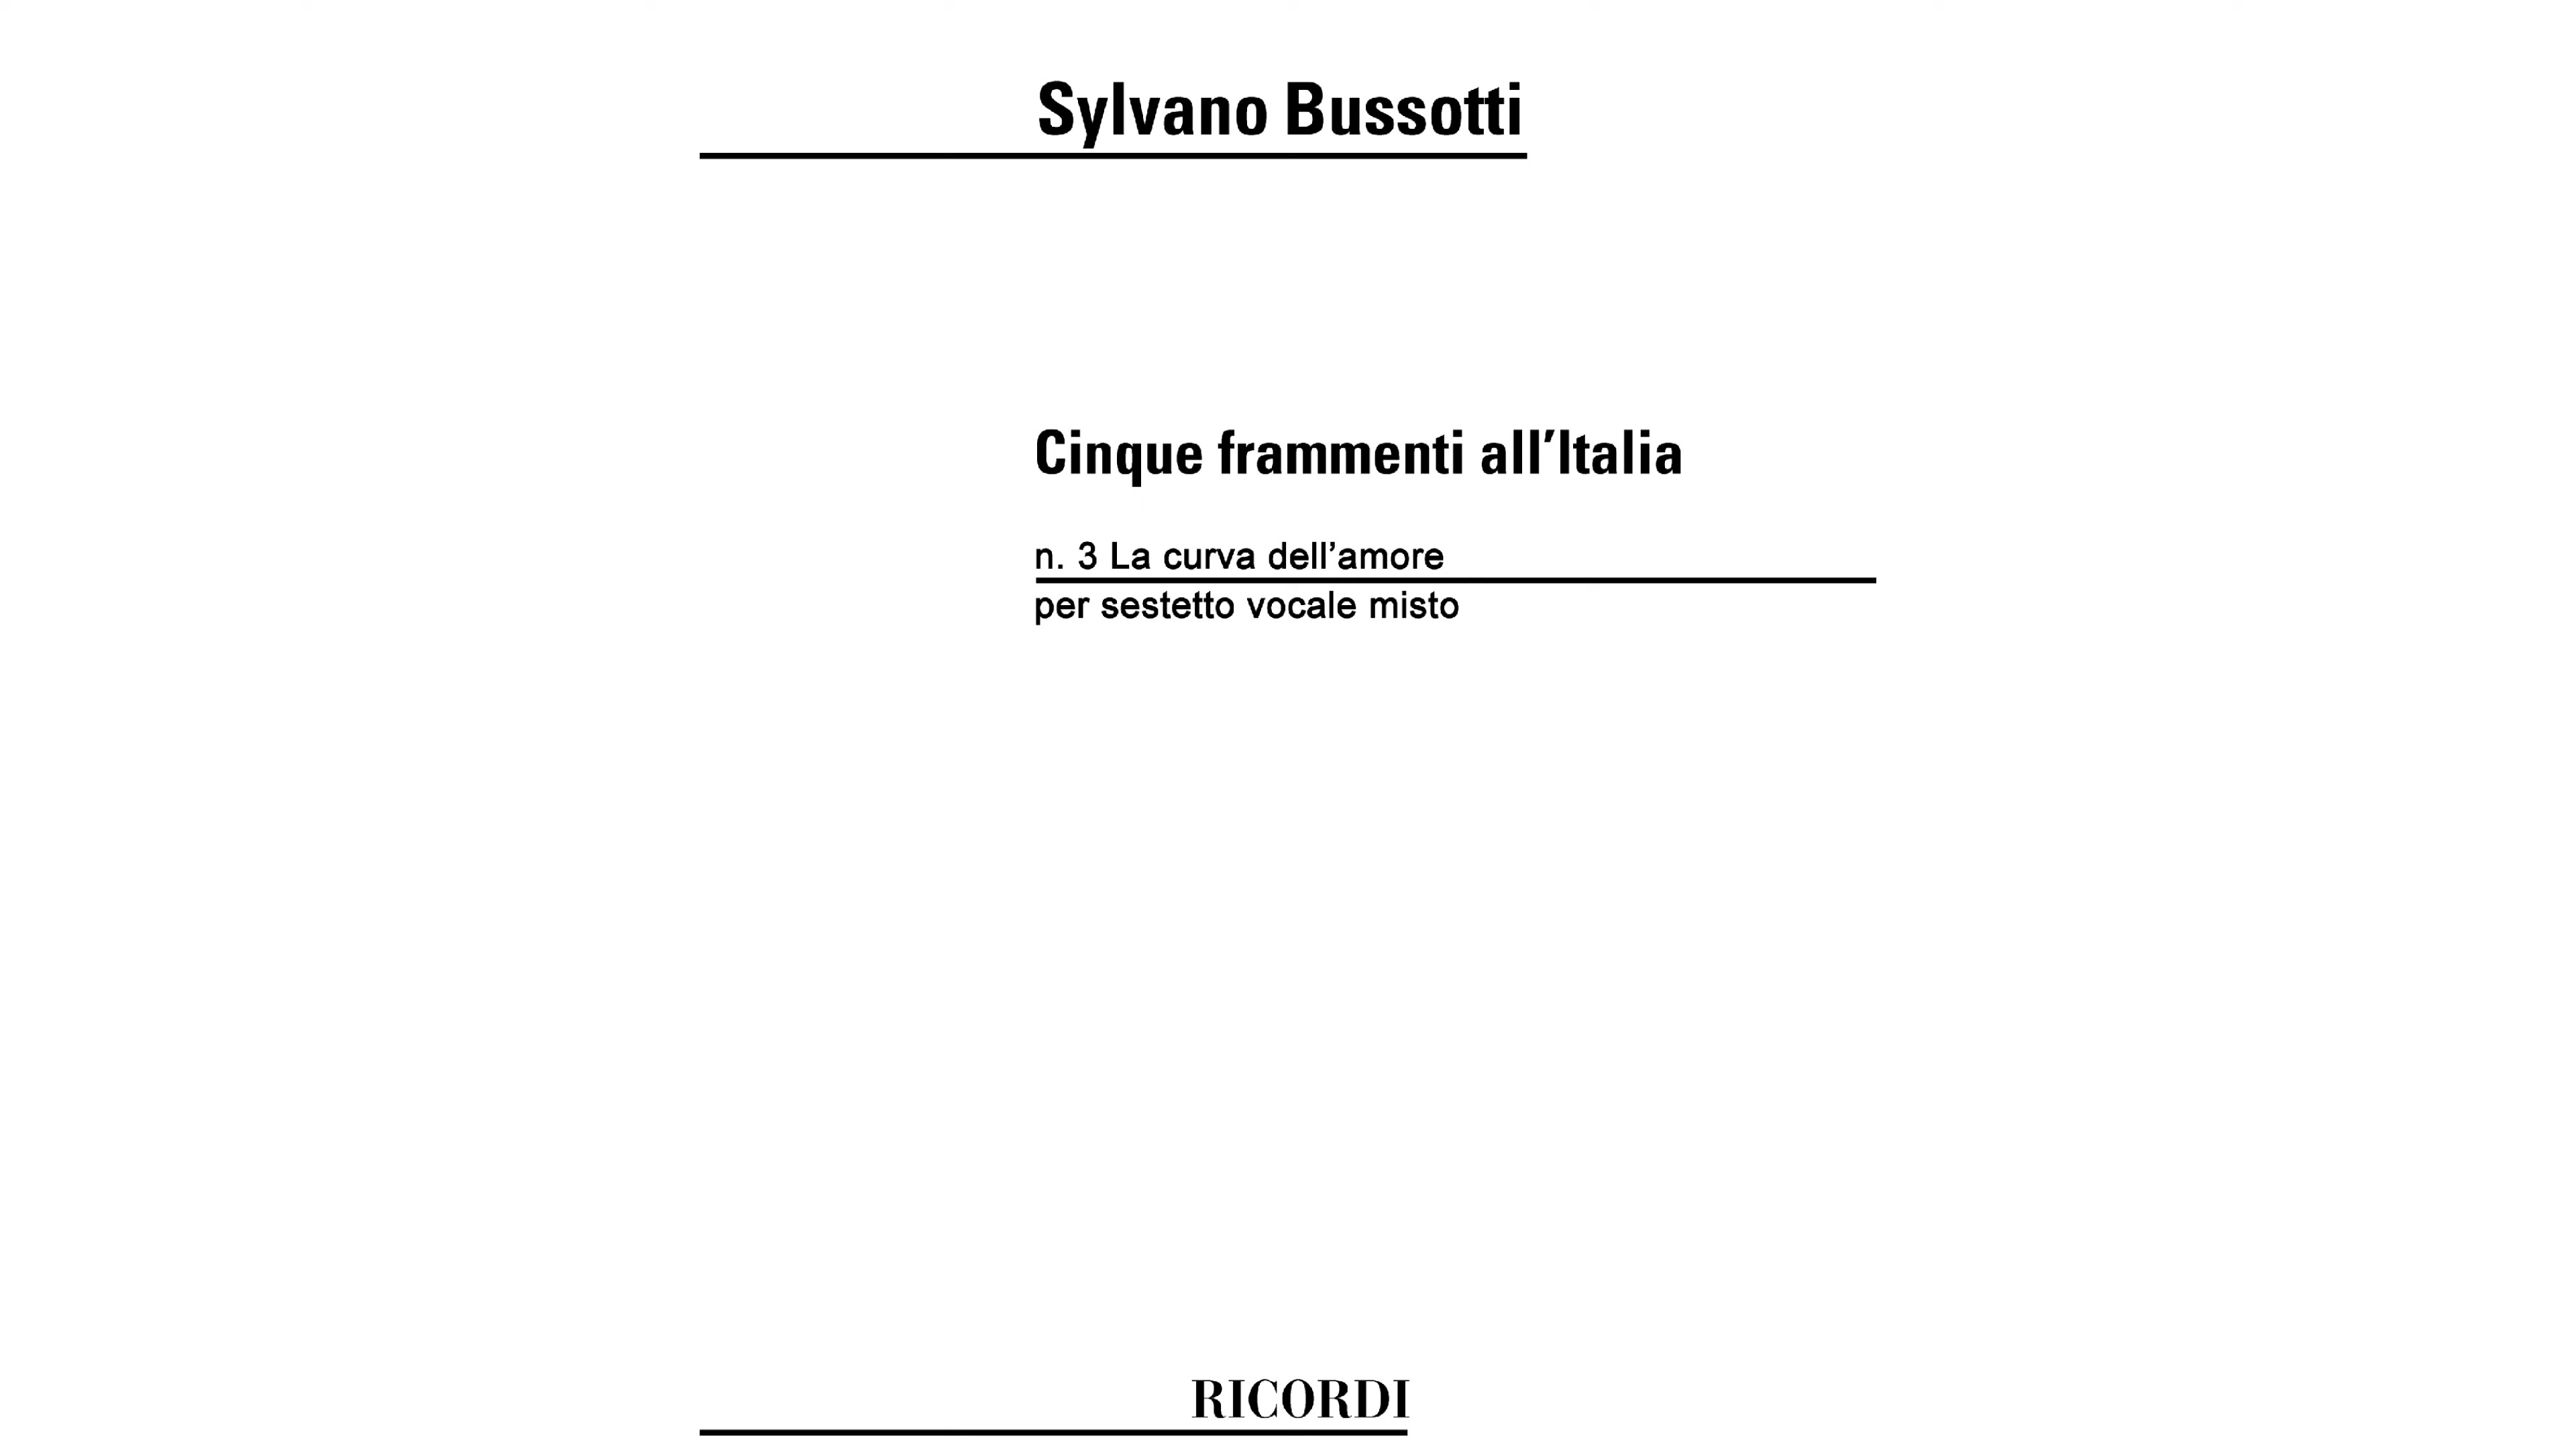 Sylvano Bussotti
Cinque frammenti all’Italia
n. 3 La curva dell’amore
per sestetto vocale misto
RICORDI